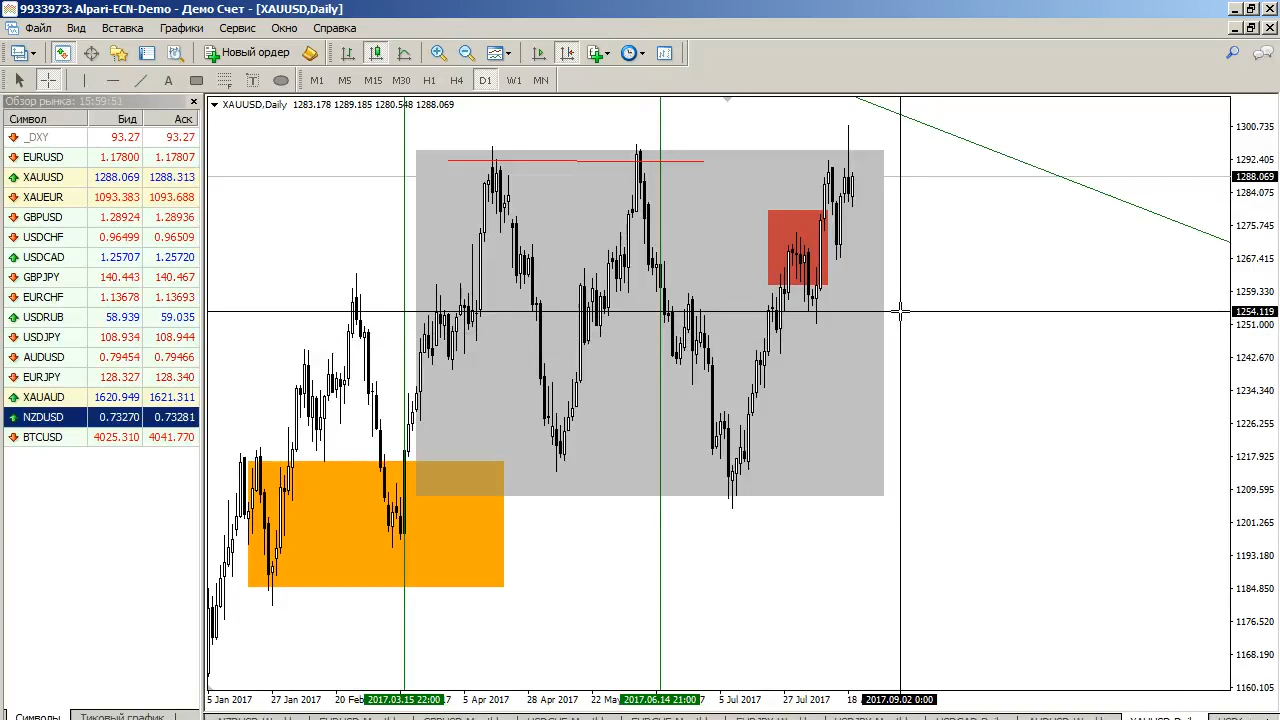 9933973: Alpari-ECN-Demo - Демо Счет - [XAUUSD,Daily]
Файл Вид Вставка Графики Сервис Окно Справка
Новый ордер
A T M1 M5 M15 M30 H1 H4 D1 W1 MN
Обзор рынка: 15:59:51
Символ Бид Аск
_DXY 93.27 93.27
EURUSD 1.17800 1.17807
XAUUSD 1288.069 1288.313
XAUEUR 1093.383 1093.688
GBPUSD 1.28924 1.28936
USDCHF 0.96499 0.96509
USDCAD 1.25707 1.25720
GBPJPY 140.443 140.467
EURCHF 1.13678 1.13693
USDRUB 58.939 59.035
USDJPY 108.934 108.944
AUDUSD 0.79454 0.79466
EURJPY 128.327 128.340
XAUAUD 1620.949 1621.311
NZDUSD 0.73270 0.73281
BTCUSD 4025.310 4041.770
XAUUSD,Daily 1283.178 1289.185 1280.548 1288.069
1300.735
1292.405
1288.069
1284.075
1275.745
1267.415
1259.330
1254.119
1251.000
1242.670
1234.340
1226.255
1217.925
1209.595
1201.265
1193.180
1184.850
1176.520
1168.190
1160.105
5 Jan 2017 27 Jan 2017 20 Feb 2017.03.15 22:00 5 Apr 2017 28 Apr 2017 22 May 2017.06.14 21:00 5 Jul 2017 27 Jul 2017 18 2017.09.02 0:00
Символы Тиковый график